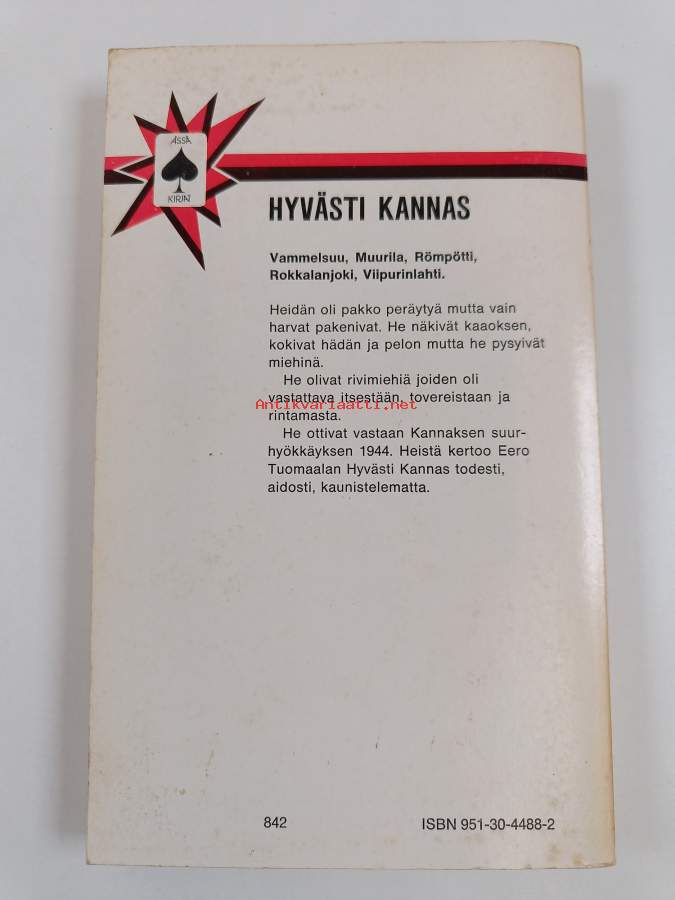 ÄSSÄ
KIRJAT
HYVÄSTI KANNAS
Vammelsuu, Muurila, Römpötti,
Rokkalanjoki, Viipurinlahti.
Heidän oli pakko peräytyä mutta vain
harvat pakenivat. He näkivät kaaoksen,
kokivat hädän ja pelon mutta he pysyivät
miehinä.
He olivat rivimiehiä joiden oli
vastattava itsestään, tovereistaan ja
Antikvariaatti.net
rintamasta.
He ottivat vastaan Kannaksen suur-
hyökkäyksen 1944. Heistä kertoo Eero
Tuomaalan Hyvästi Kannas todesti,
aidosti, kaunistelematta.
842
ISBN 951-30-4488-2